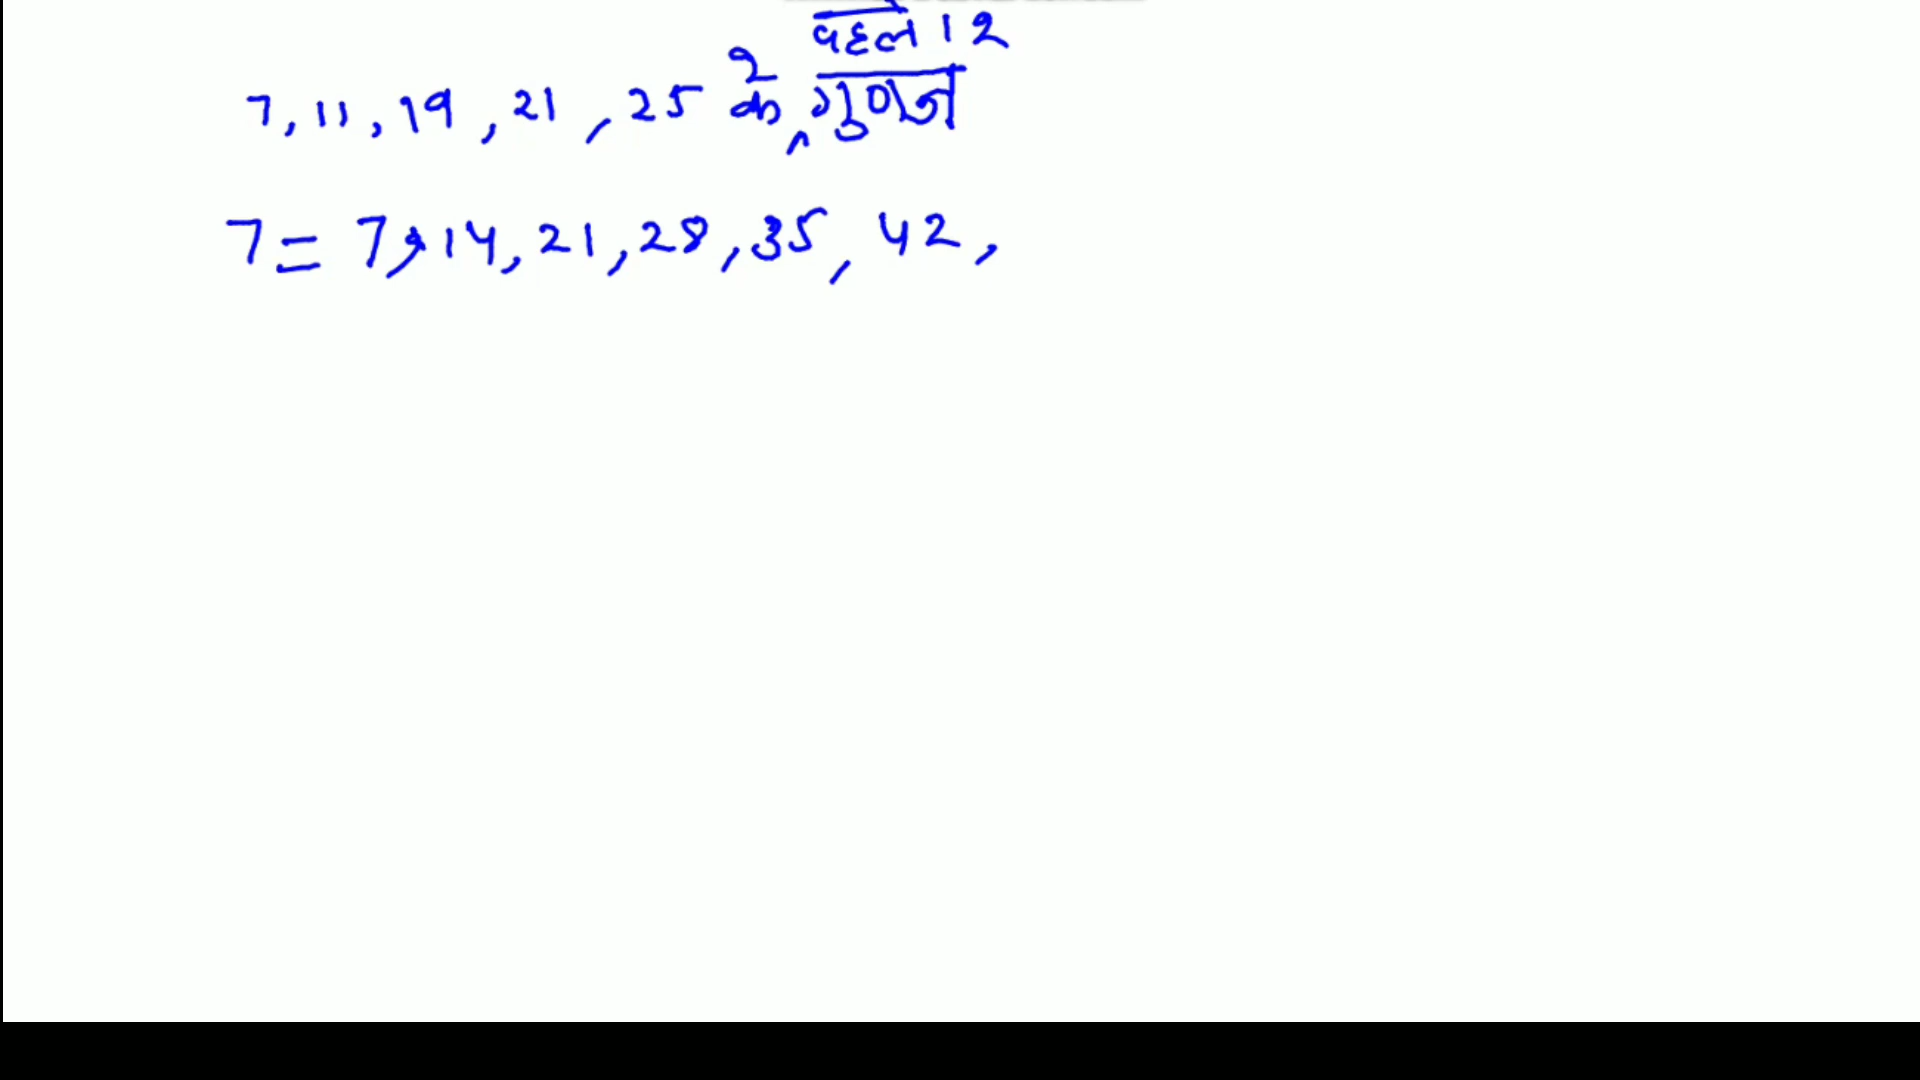 पहले 12
7, 11, 19, 21, 25 के गुणज
7 = 7, 14, 21, 28, 35, 42,